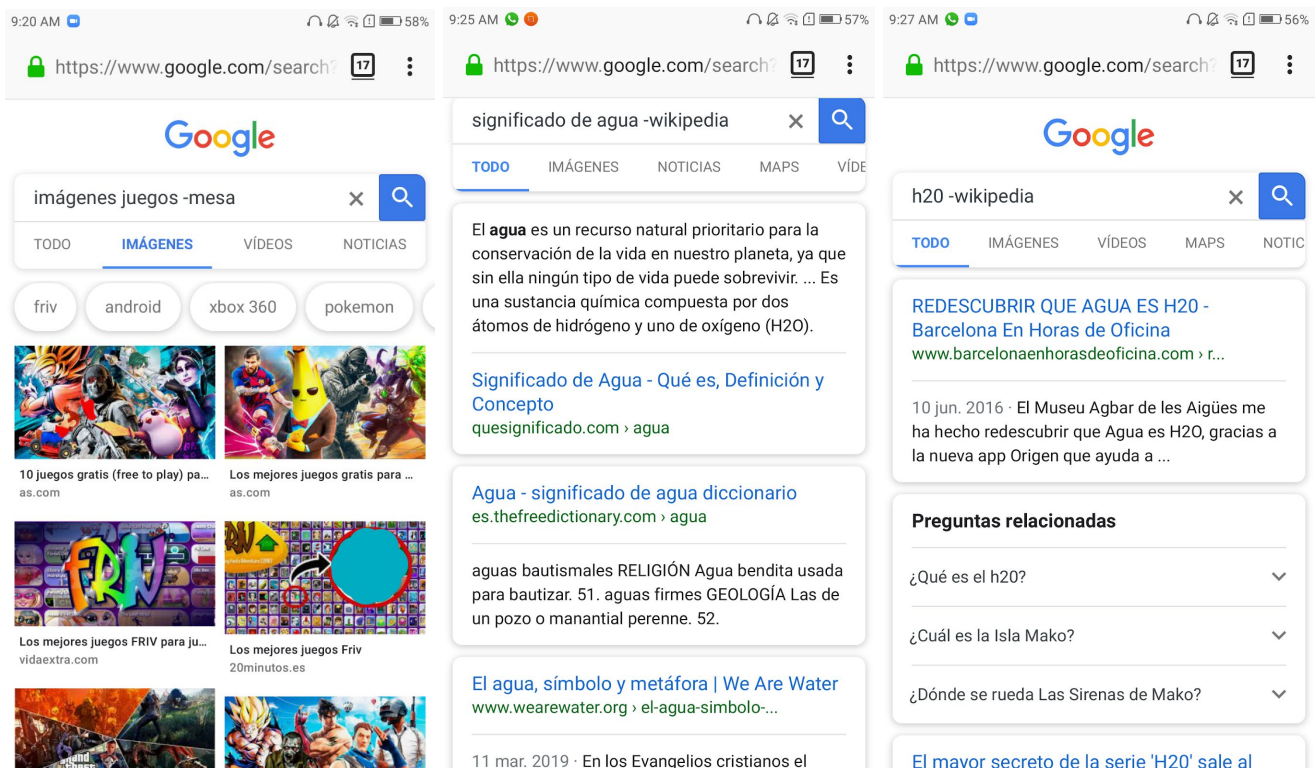 9:20 AM
58%
https://www.google.com/search?
17
Google
imágenes juegos -mesa
TODO
IMÁGENES
VÍDEOS
NOTICIAS
friv
android
xbox 360
pokemon
10 juegos gratis (free to play) pa...
as.com
Los mejores juegos gratis para ...
as.com
FRIV
Los mejores juegos FRIV para ju...
vidaextra.com
Los mejores juegos Friv
20minutos.es
9:25 AM
57%
https://www.google.com/search?
17
significado de agua -wikipedia
TODO
IMÁGENES
NOTICIAS
MAPS
VÍDE
El agua es un recurso natural prioritario para la
conservación de la vida en nuestro planeta, ya que
sin ella ningún tipo de vida puede sobrevivir. ... Es
una sustancia química compuesta por dos
átomos de hidrógeno y uno de oxígeno (H2O).
Significado de Agua - Qué es, Definición y
Concepto
quesignificado.com › agua
Agua - significado de agua diccionario
es.thefreedictionary.com › agua
aguas bautismales RELIGIÓN Agua bendita usada
para bautizar. 51. aguas firmes GEOLOGÍA Las de
un pozo o manantial perenne. 52.
El agua, símbolo y metáfora | We Are Water
www.wearewater.org › el-agua-simbolo-...
11 mar. 2019 · En los Evangelios cristianos el
9:27 AM
56%
https://www.google.com/search?
17
Google
h20 -wikipedia
TODO
IMÁGENES
VÍDEOS
MAPS
NOTIC
REDESCUBRIR QUE AGUA ES H20 -
Barcelona En Horas de Oficina
www.barcelonaenhorasdeoficina.com › r...
10 jun. 2016 · El Museu Agbar de les Aigües me
ha hecho redescubrir que Agua es H2O, gracias a
la nueva app Origen que ayuda a ...
Preguntas relacionadas
¿Qué es el h20?
¿Cuál es la Isla Mako?
¿Dónde se rueda Las Sirenas de Mako?
El mayor secreto de la serie 'H20' sale al